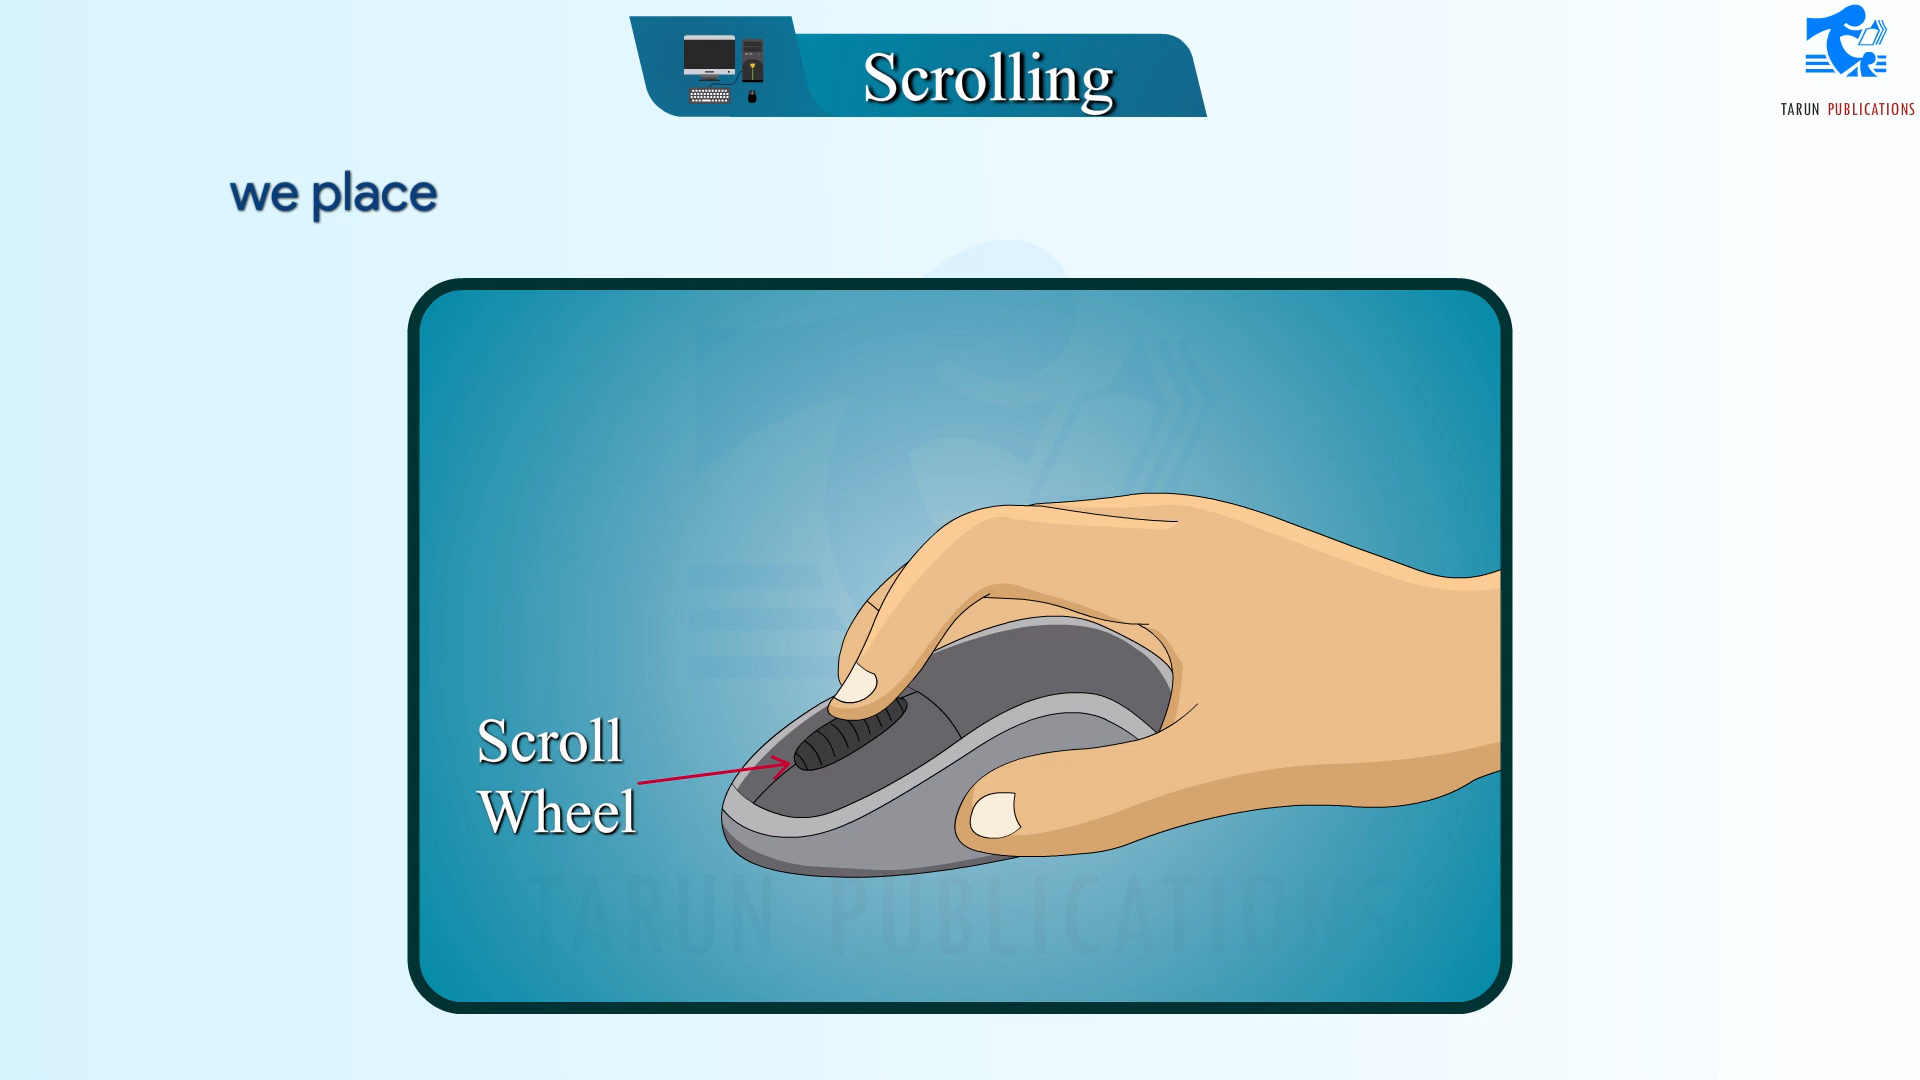 Scrolling
TARUN PUBLICATIONS
we place
Scroll
Wheel
TARUN PUBLICATIONS